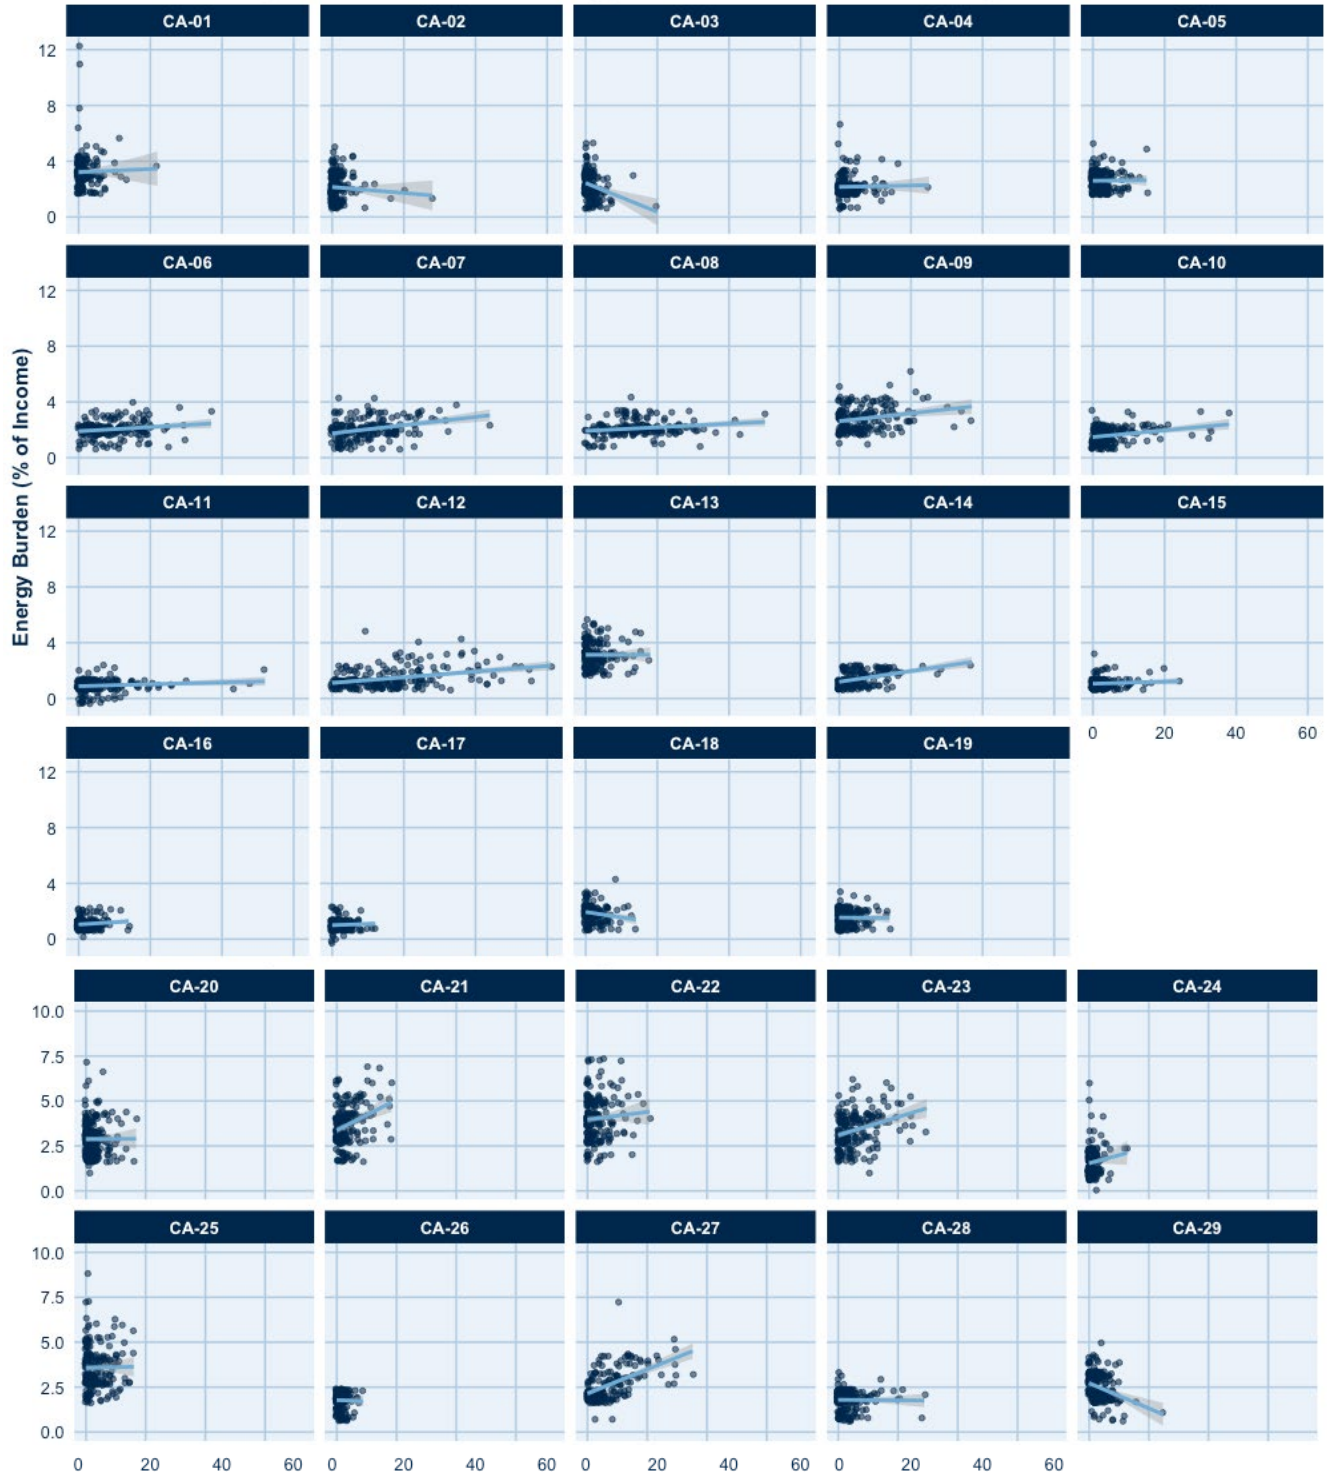 CA-01 CA-02 CA-03 CA-04 CA-05
12
8
4
0
CA-06 CA-07 CA-08 CA-09 CA-10
12
8
4
0
Energy Burden (% of Income)
CA-11 CA-12 CA-13 CA-14 CA-15
12
8
4
0
0 20 40 60
CA-16 CA-17 CA-18 CA-19
12
8
4
0
CA-20 CA-21 CA-22 CA-23 CA-24
10.0
7.5
5.0
2.5
0.0
CA-25 CA-26 CA-27 CA-28 CA-29
10.0
7.5
5.0
2.5
0.0
0 20 40 60 0 20 40 60 0 20 40 60 0 20 40 60